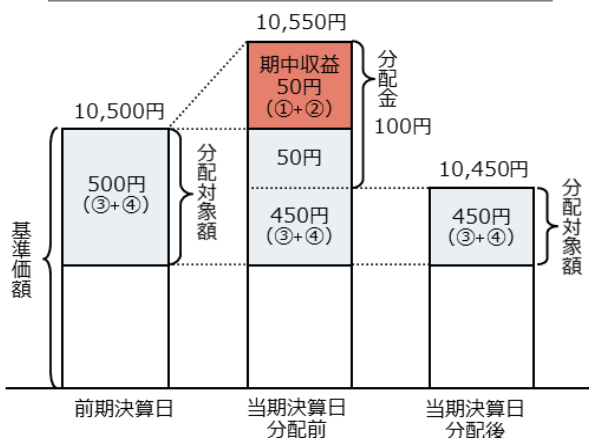 10,550円
期中収益
50円
(①+②)
分配金
100円
10,500円
500円
(③+④)
分配対象額
50円
450円
(③+④)
10,450円
450円
(③+④)
分配対象額
基準価額
前期決算日
当期決算日
分配前
当期決算日
分配後